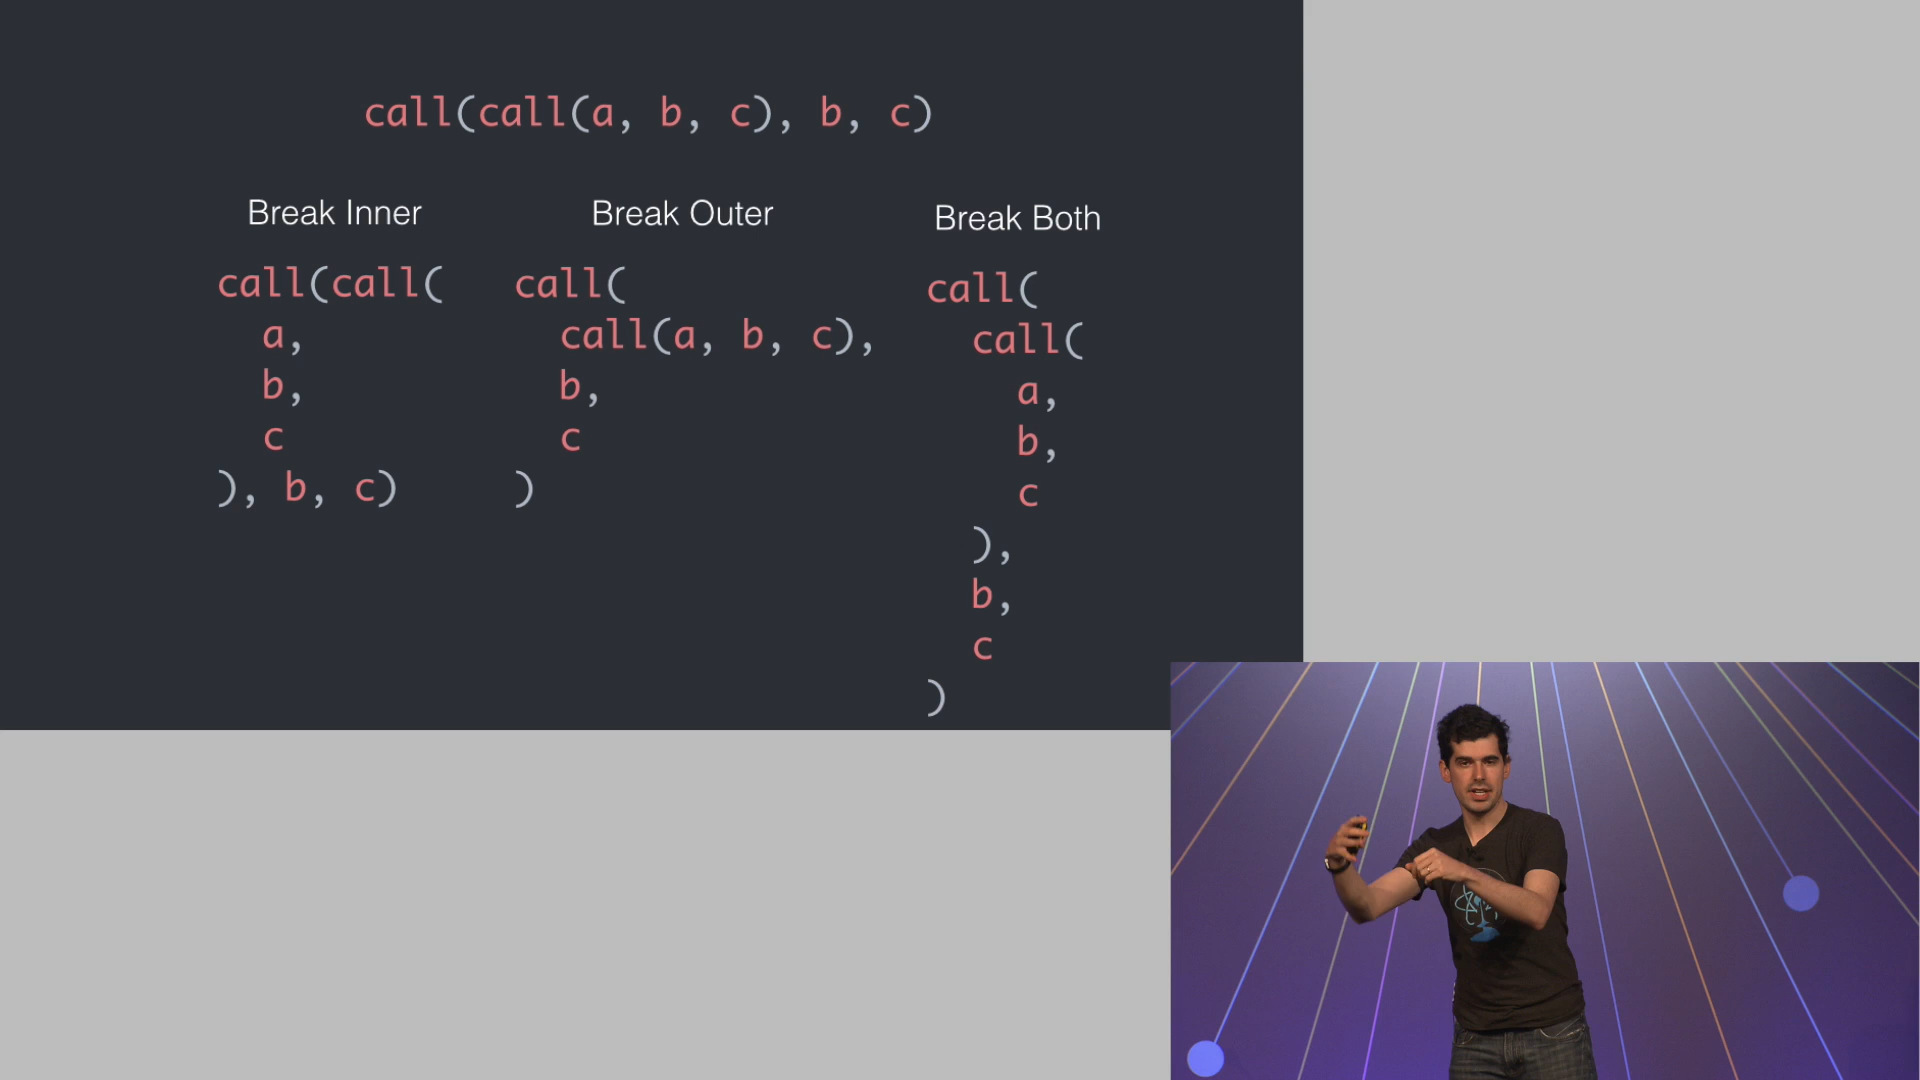 call(call(a, b, c), b, c)
Break Inner
call(call(
a,
b,
c
), b, c)
Break Outer
call(
call(a, b, c),
b,
c
)
Break Both
call(
call(
a,
b,
c
),
b,
c
)